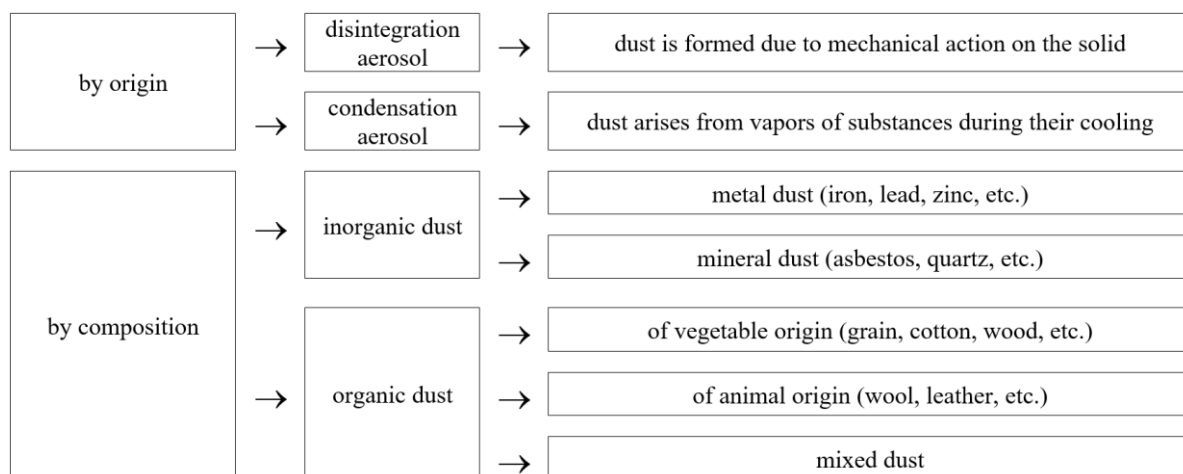 by origin
→
disintegration
aerosol
→
dust is formed due to mechanical action on the solid
→
condensation
aerosol
→
dust arises from vapors of substances during their cooling
by composition
→
inorganic dust
→
metal dust (iron, lead, zinc, etc.)
→
mineral dust (asbestos, quartz, etc.)
→
organic dust
→
of vegetable origin (grain, cotton, wood, etc.)
→
of animal origin (wool, leather, etc.)
→
mixed dust